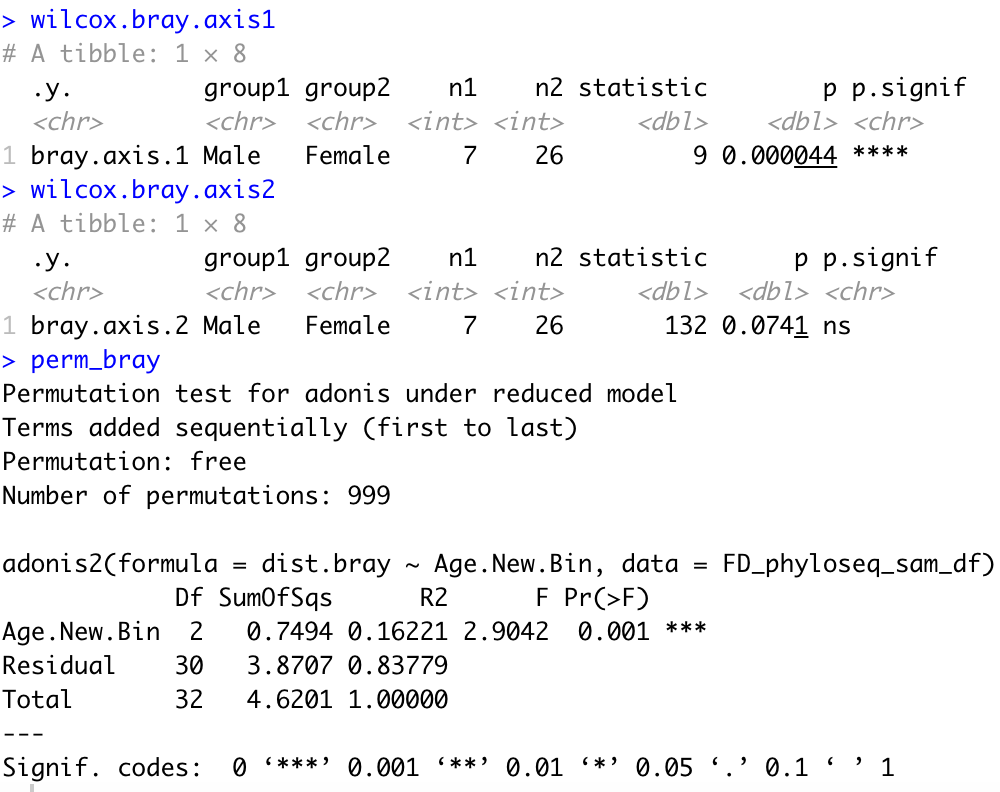 > wilcox.bray.axis1
# A tibble: 1 × 8
  .y.         group1 group2    n1    n2 statistic        p p.signif
  <chr>       <chr>  <chr>  <int> <int>     <dbl>    <dbl> <chr>
1 bray.axis.1 Male   Female     7    26         9 0.000044 ****
> wilcox.bray.axis2
# A tibble: 1 × 8
  .y.         group1 group2    n1    n2 statistic      p p.signif
  <chr>       <chr>  <chr>  <int> <int>     <dbl>  <dbl> <chr>
1 bray.axis.2 Male   Female     7    26       132 0.0741 ns
> perm_bray
Permutation test for adonis under reduced model
Terms added sequentially (first to last)
Permutation: free
Number of permutations: 999

adonis2(formula = dist.bray ~ Age.New.Bin, data = FD_phyloseq_sam_df)
            Df SumOfSqs      R2      F Pr(>F)
Age.New.Bin  2   0.7494 0.16221 2.9042  0.001 ***
Residual    30   3.8707 0.83779
Total       32   4.6201 1.00000
---
Signif. codes:  0 ‘***’ 0.001 ‘**’ 0.01 ‘*’ 0.05 ‘.’ 0.1 ‘ ’ 1